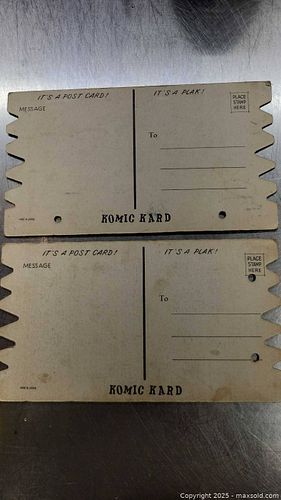 IT'S A POST CARD!
IT'S A PLAK!
MESSAGE
PLACE
STAMP
HERE
To
KOMIC KARD
IT'S A POST CARD!
IT'S A PLAK!
MESSAGE
PLACE
STAMP
HERE
To
KOMIC KARD
Copyright 2025 - maxsold.com